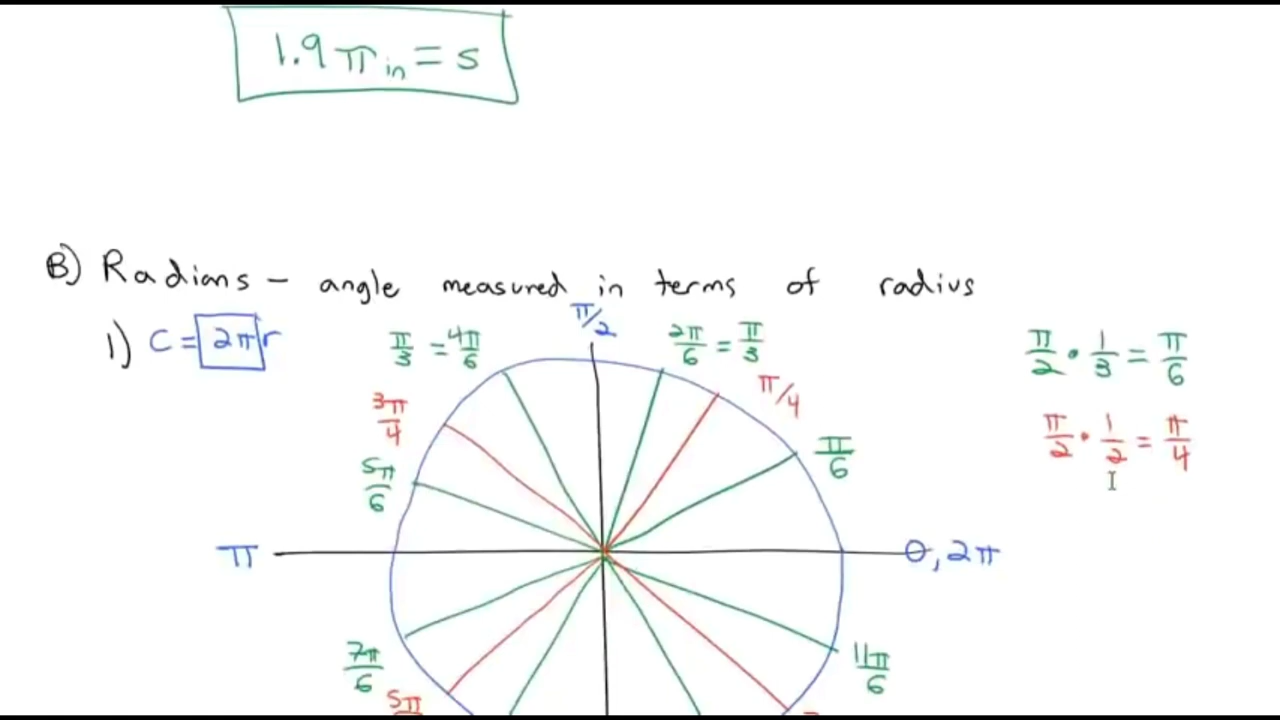 1.9π in = s
B) Radians – angle measured in terms of radius
1) C = 2πr
π/2
π/3 = 4π/6
2π/6 = π/3
π/2 · 1/3 = π/6
3π/4
π/4
π/2 · 1/2 = π/4
5π/6
π/6
π
0, 2π
7π/6
11π/6
5π